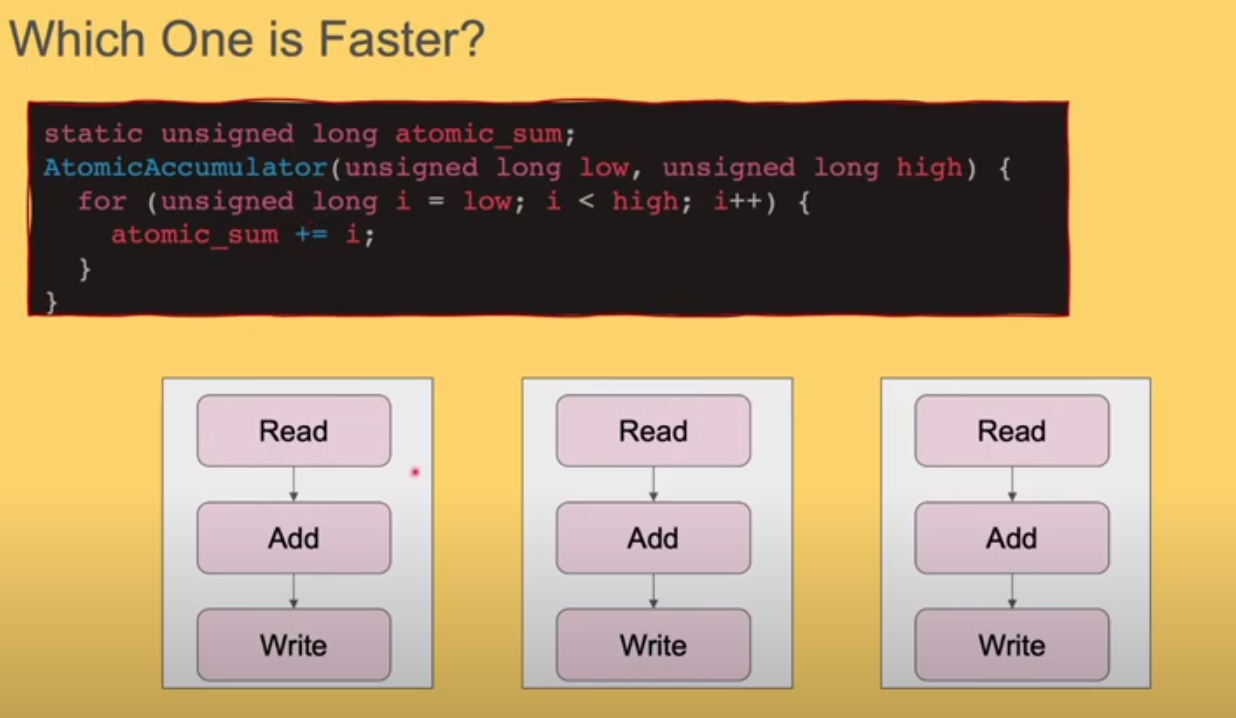 Which One is Faster?
static unsigned long atomic_sum;
AtomicAccumulator(unsigned long low, unsigned long high) {
for (unsigned long i = low; i < high; i++) {
atomic_sum += i;
}
}
Read Read Read
Add Add Add
Write Write Write